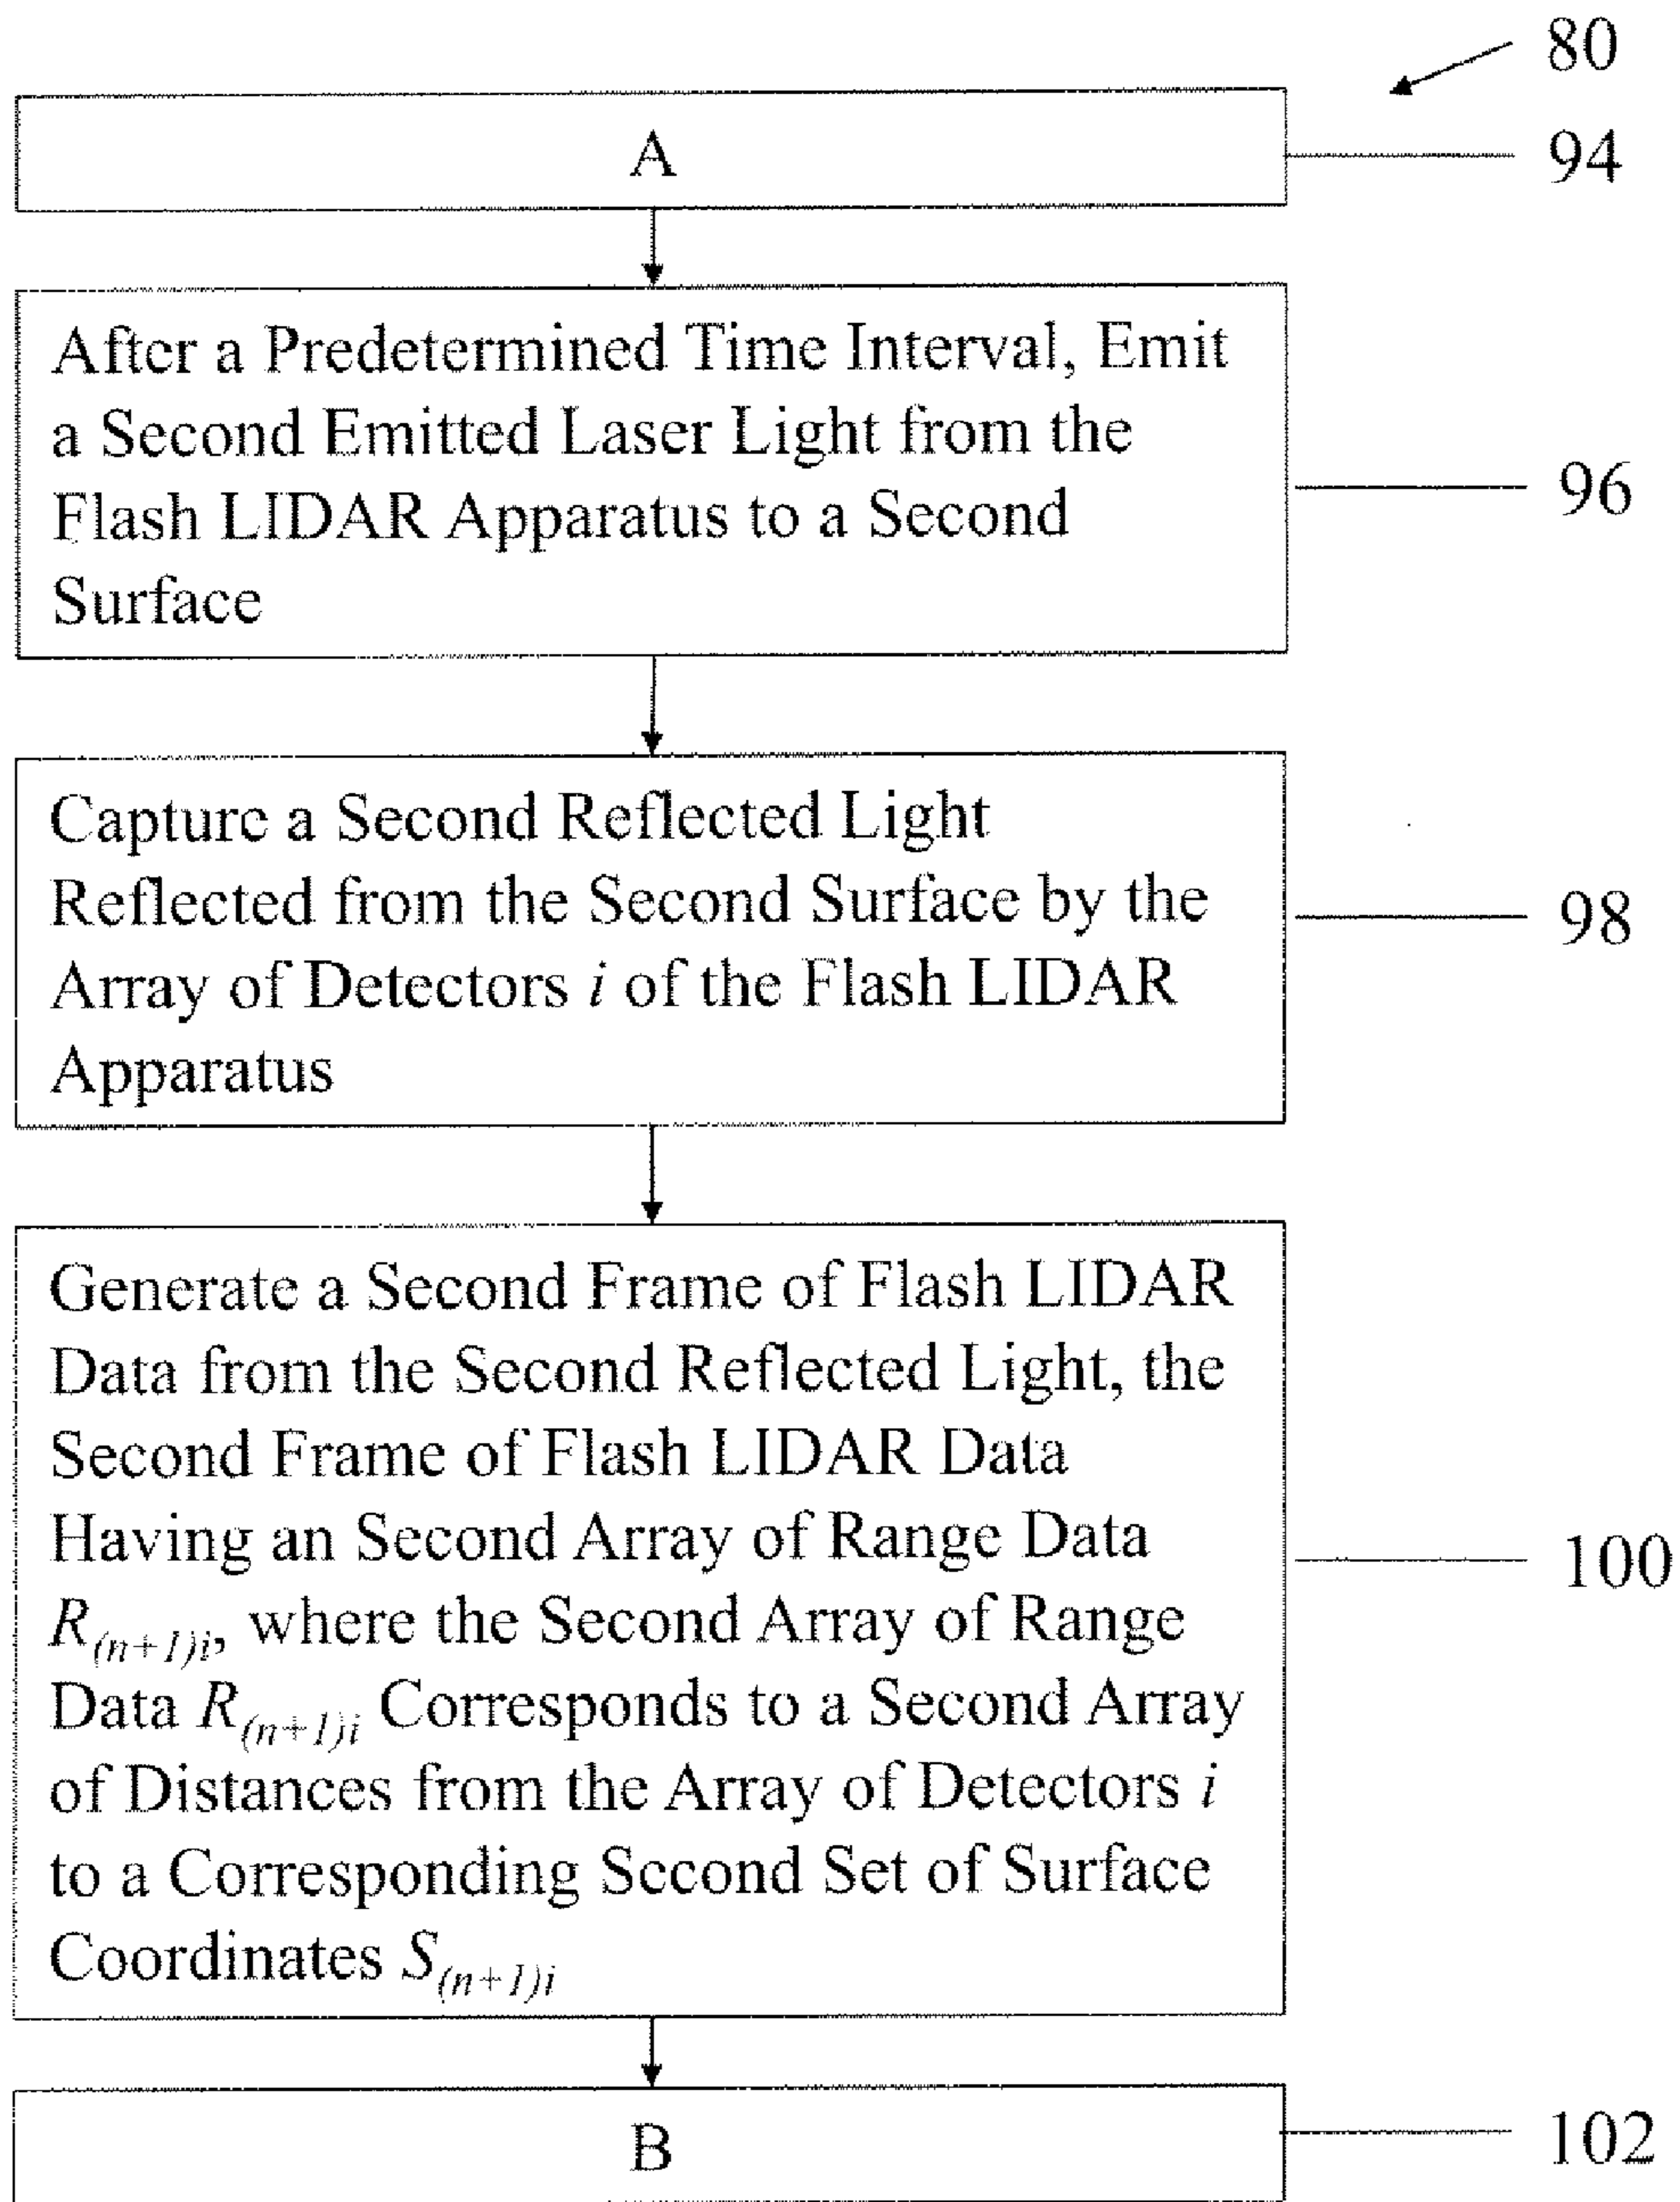 80
A
94
After a Predetermined Time Interval, Emit
a Second Emitted Laser Light from the
Flash LIDAR Apparatus to a Second
Surface
96
Capture a Second Reflected Light
Reflected from the Second Surface by the
Array of Detectors i of the Flash LIDAR
Apparatus
98
Generate a Second Frame of Flash LIDAR
Data from the Second Reflected Light, the
Second Frame of Flash LIDAR Data
Having an Second Array of Range Data
R(n+1)i, where the Second Array of Range
Data R(n+1)i Corresponds to a Second Array
of Distances from the Array of Detectors i
to a Corresponding Second Set of Surface
Coordinates S(n+1)i
100
B
102